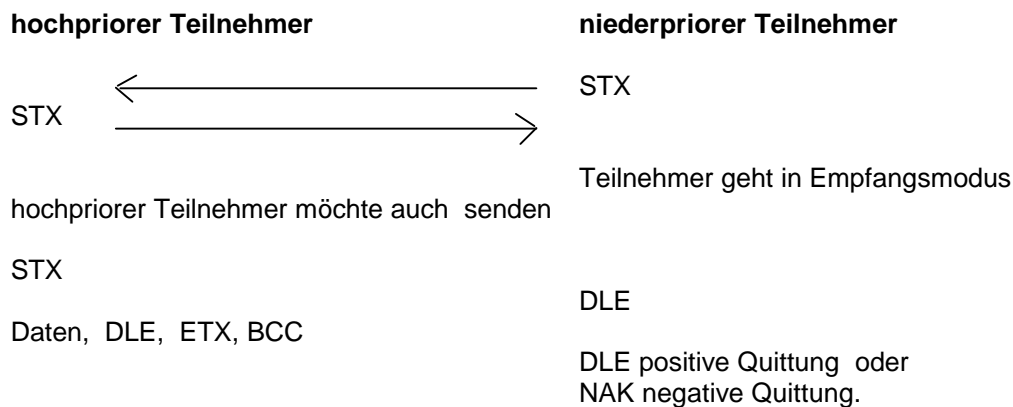 hochpriorer Teilnehmer
niederpriorer Teilnehmer
STX
STX
Teilnehmer geht in Empfangsmodus
hochpriorer Teilnehmer möchte auch senden
STX
DLE
Daten, DLE, ETX, BCC
DLE positive Quittung oder
NAK negative Quittung.